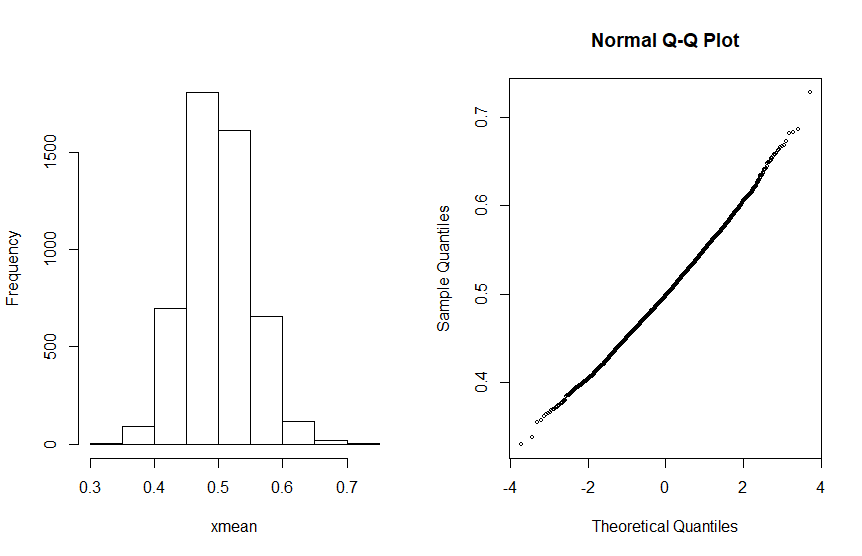 Frequency
0
500
1000
1500
0.3 0.4 0.5 0.6 0.7
xmean
Normal Q-Q Plot
Sample Quantiles
0.4
0.5
0.6
0.7
-4 -2 0 2 4
Theoretical Quantiles